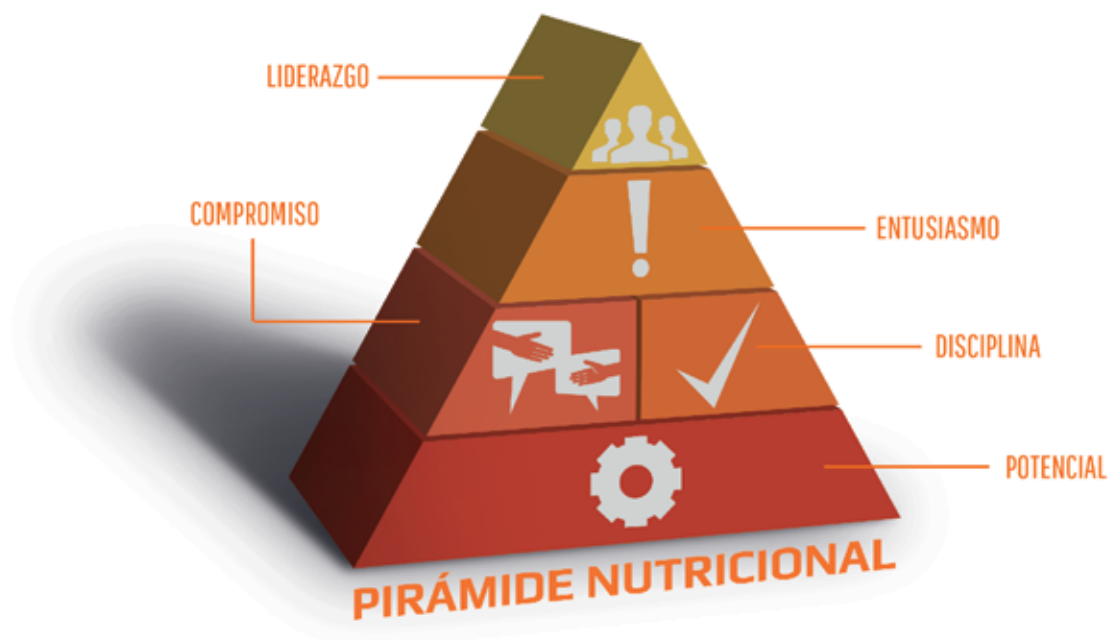 LIDERAZGO
COMPROMISO
ENTUSIASMO
DISCIPLINA
POTENCIAL
PIRÁMIDE NUTRICIONAL